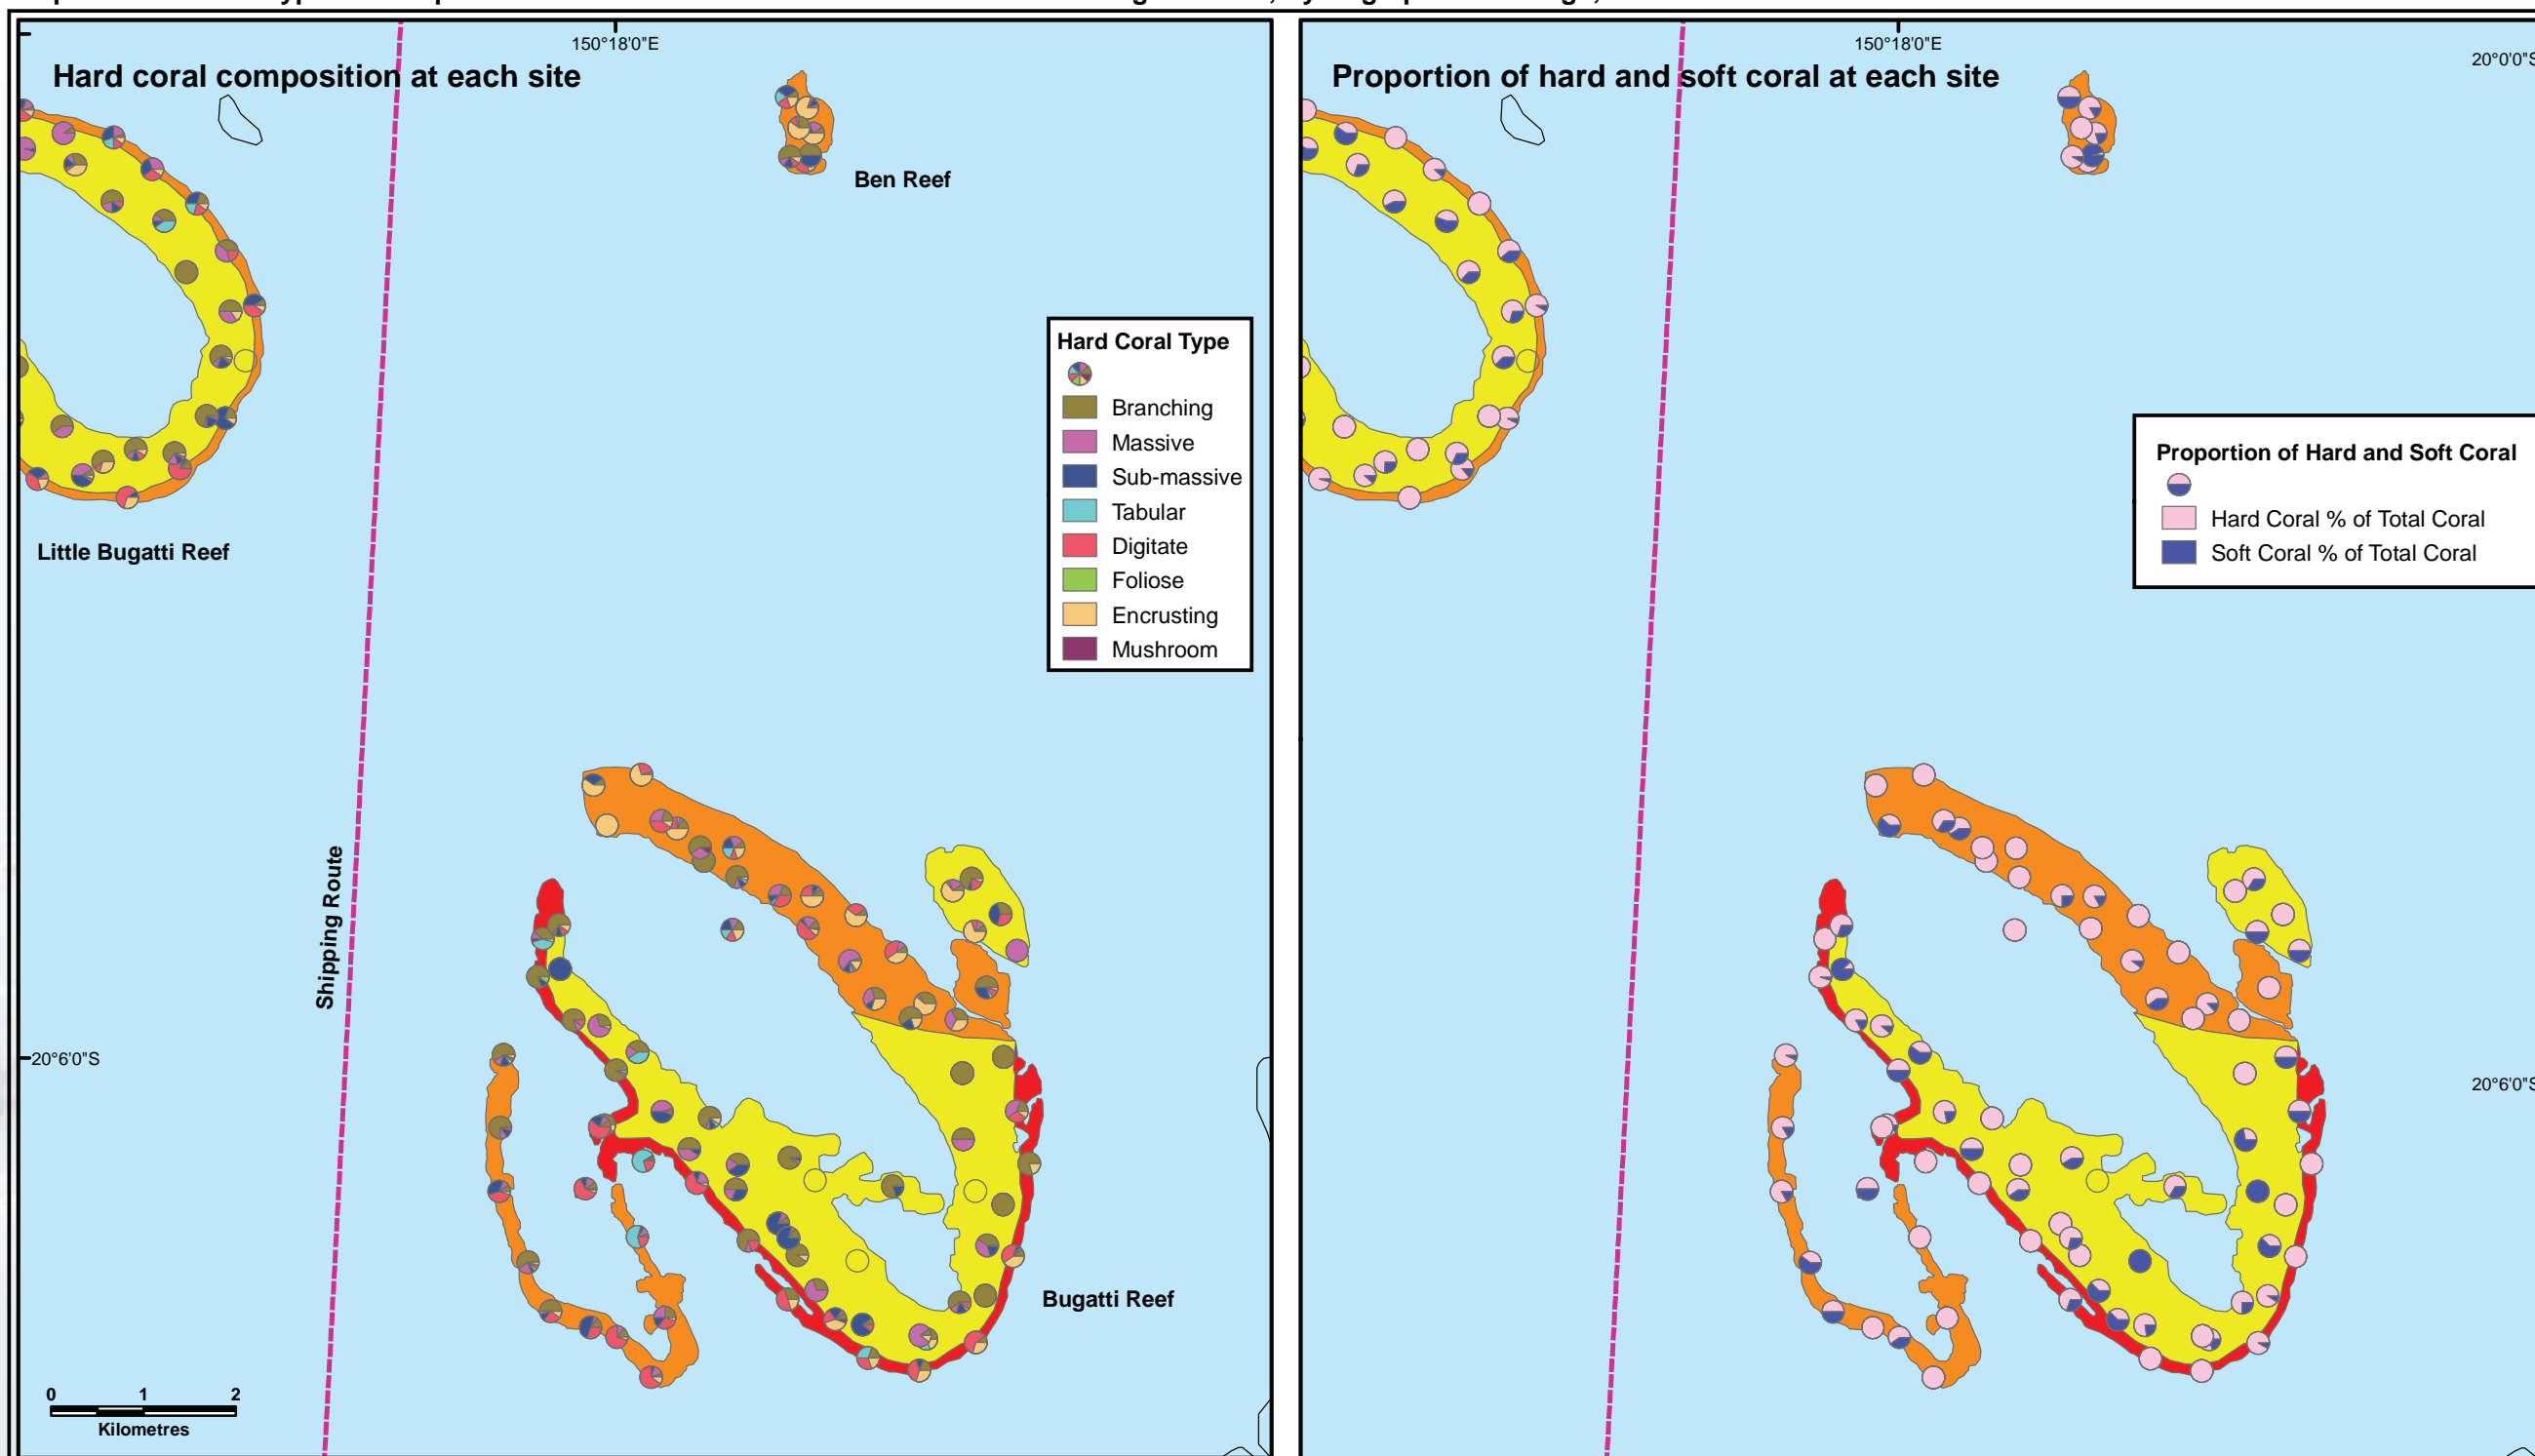 150°18'0"E
Hard coral composition at each site
Ben Reef
Hard Coral Type
Branching
Massive
Sub-massive
Tabular
Digitate
Foliose
Encrusting
Mushroom
Little Bugatti Reef
Shipping Route
20°6'0"S
Bugatti Reef
0 1 2
Kilometres
150°18'0"E
20°0'0"S
Proportion of hard and soft coral at each site
Proportion of Hard and Soft Coral
Hard Coral % of Total Coral
Soft Coral % of Total Coral
20°6'0"S